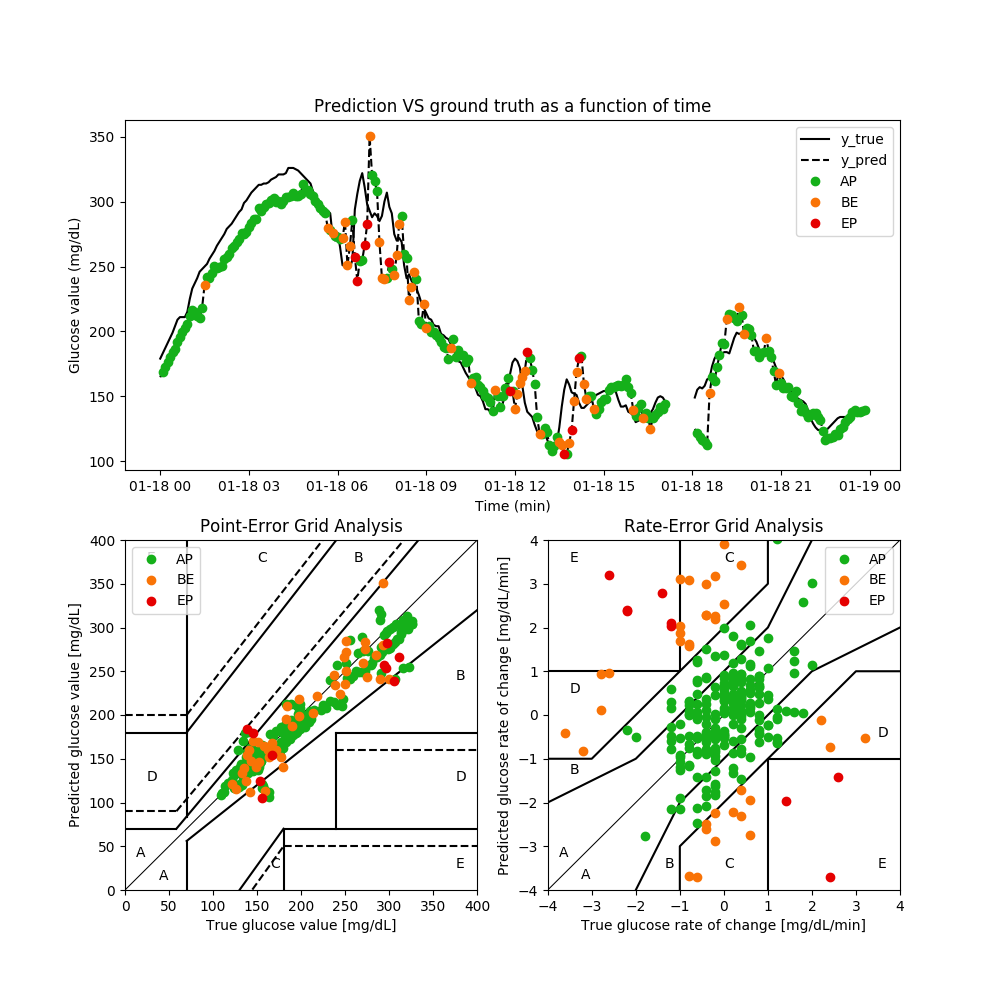 Prediction VS ground truth as a function of time
Glucose value (mg/dL)
350
300
250
200
150
100
y_true
y_pred
AP
BE
EP
01-18 00 01-18 03 01-18 06 01-18 09 01-18 12 01-18 15 01-18 18 01-18 21 01-19 00
Time (min)
Point-Error Grid Analysis
Predicted glucose value [mg/dL]
400
350
300
250
200
150
100
50
0
AP
BE
EP
C B
B
D D
A
A C E
0 50 100 150 200 250 300 350 400
True glucose value [mg/dL]
Rate-Error Grid Analysis
Predicted glucose rate of change [mg/dL/min]
4
3
2
1
0
−1
−2
−3
−4
AP
BE
EP
E C
D
D
B
A
A B C E
−4 −3 −2 −1 0 1 2 3 4
True glucose rate of change [mg/dL/min]